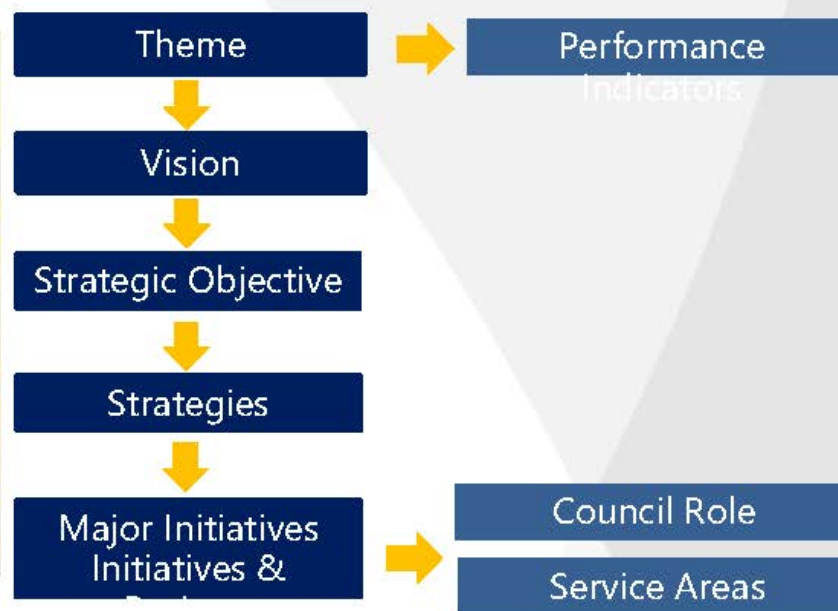 Theme
Performance
Indicators
Vision
Strategic Objective
Strategies
Major Initiatives
Initiatives &
Council Role
Service Areas